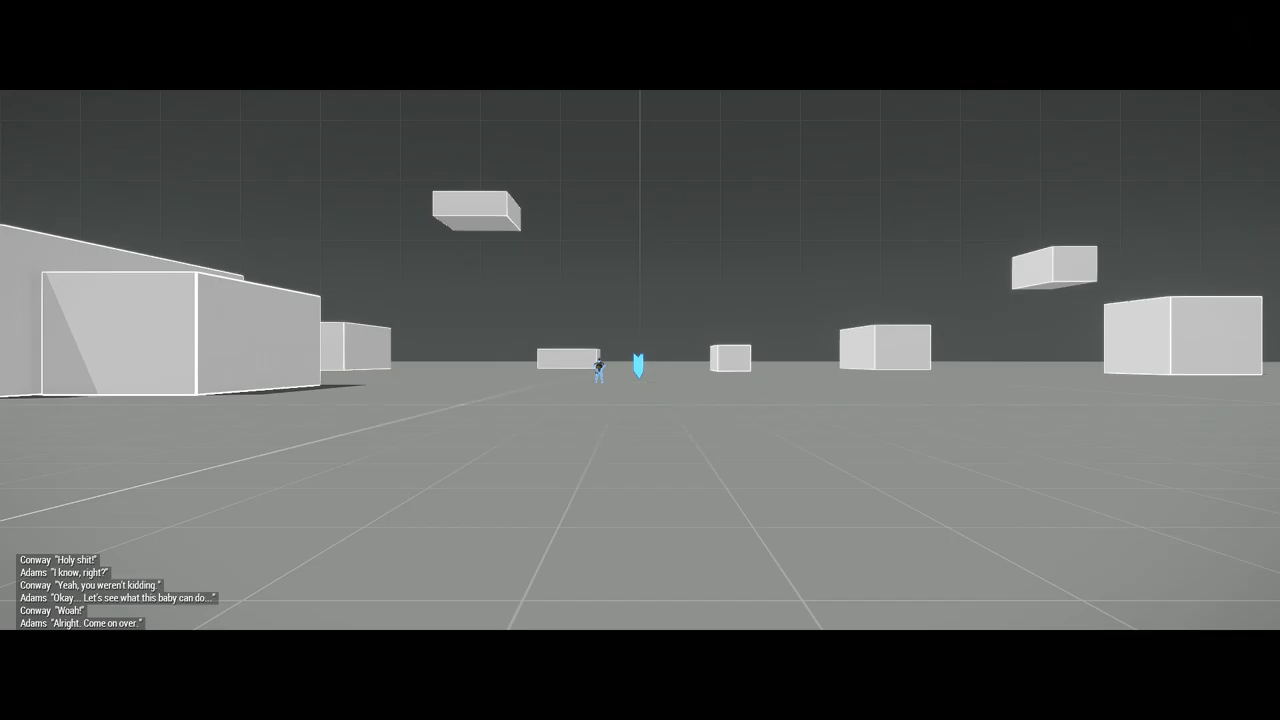 Conway "Holy shit!"
Adams "I know, right?"
Conway "Yeah, you weren't kidding."
Adams "Okay... Let's see what this baby can do..."
Conway "Woah!"
Adams "Alright. Come on over."